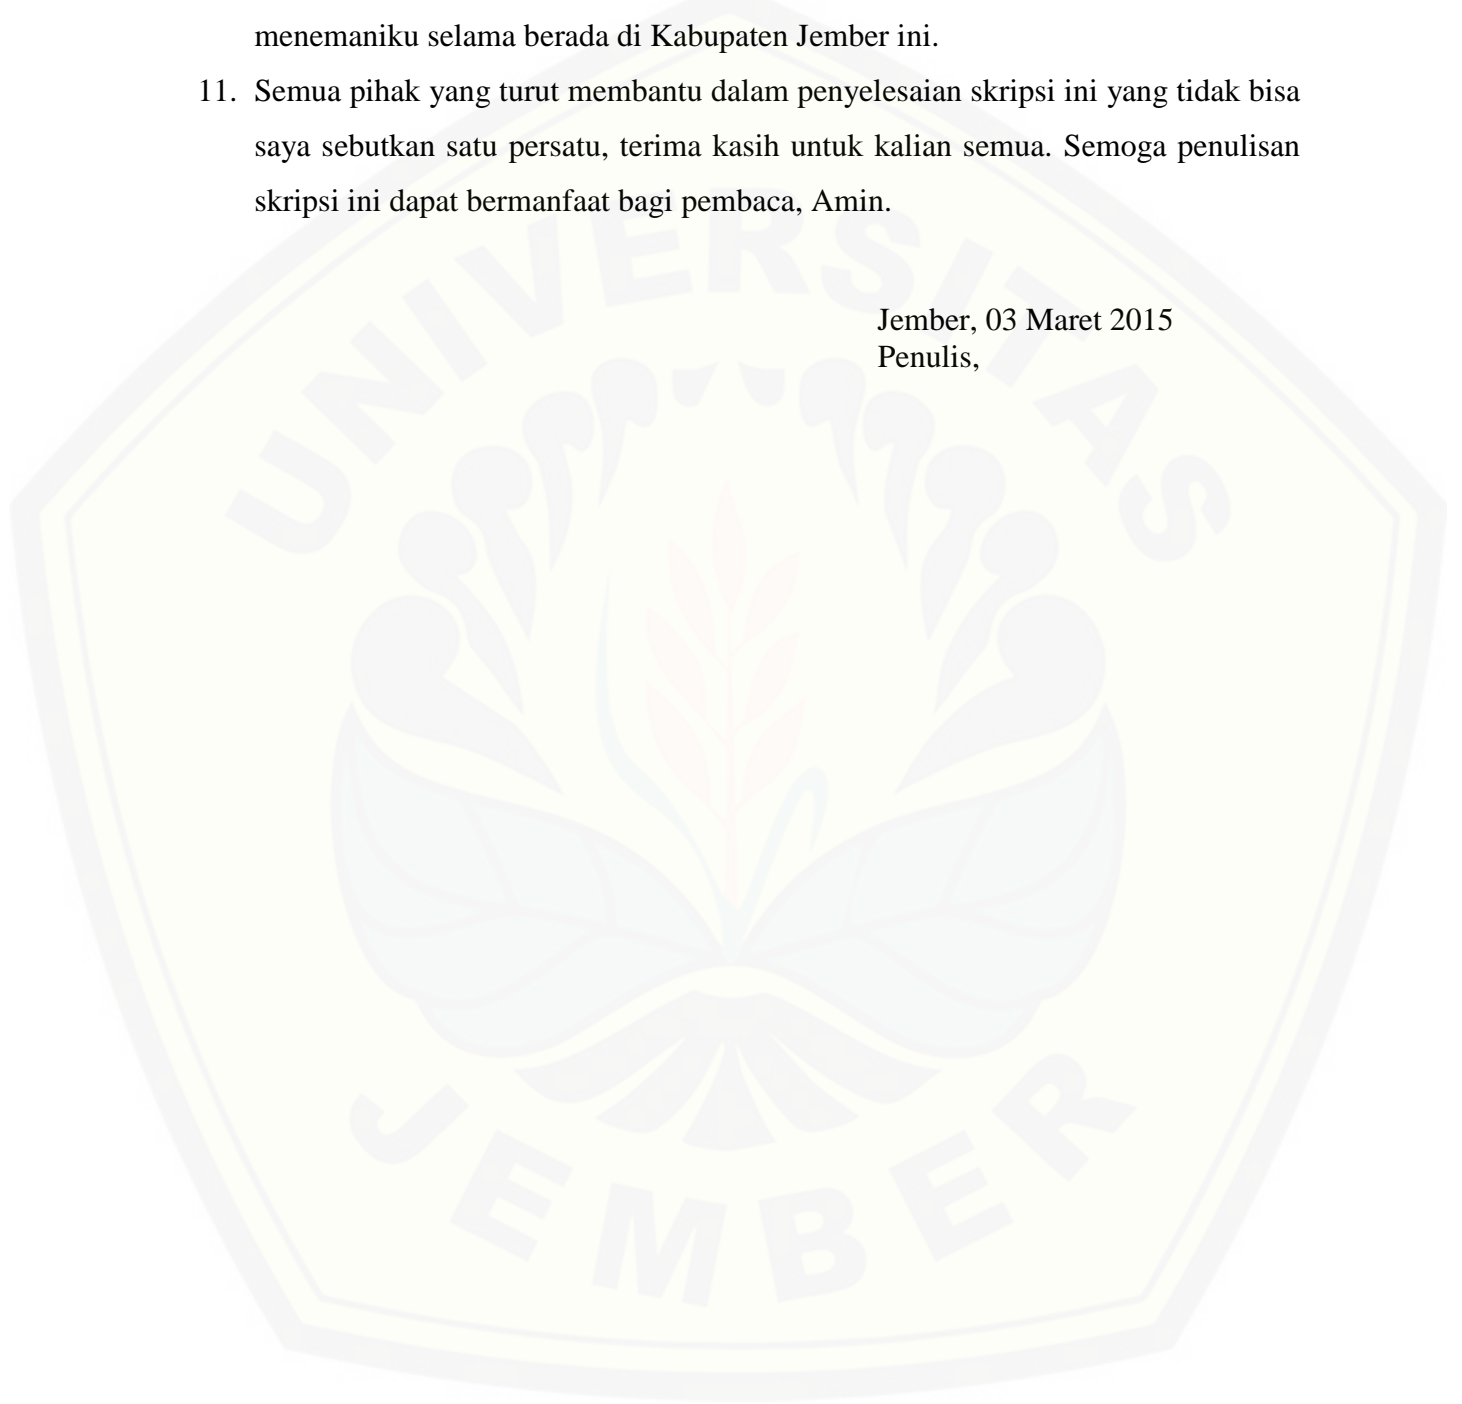 menemaniku selama berada di Kabupaten Jember ini.
11. Semua pihak yang turut membantu dalam penyelesaian skripsi ini yang tidak bisa
saya sebutkan satu persatu, terima kasih untuk kalian semua. Semoga penulisan
skripsi ini dapat bermanfaat bagi pembaca, Amin.
Jember, 03 Maret 2015
Penulis,
UNIVERSITAS
JEMBER